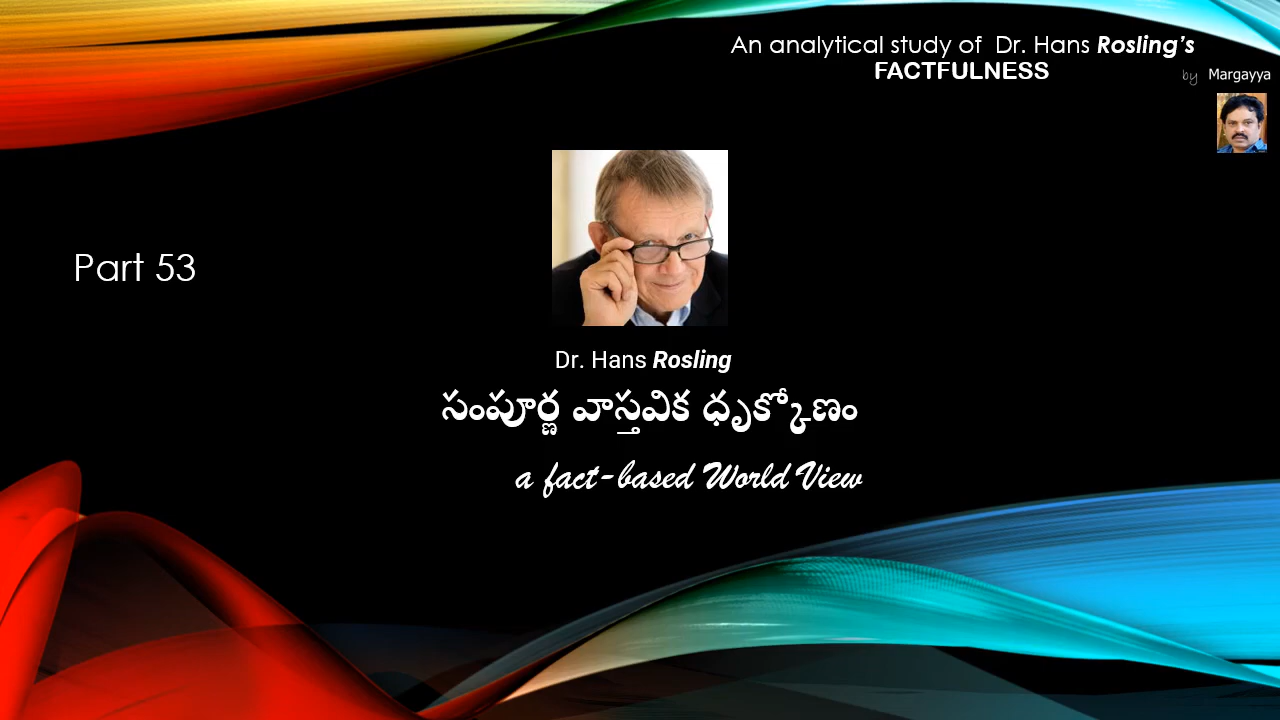 An analytical study of Dr. Hans Rosling's
FACTFULNESS
by Margayya
Part 53
Dr. Hans Rosling
సంపూర్ణ వాస్తవిక ధృక్కోణం
a fact-based World View